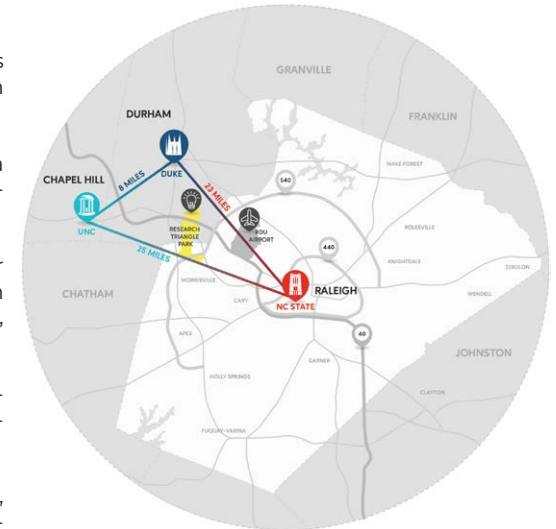 GRANVILLE
DURHAM
FRANKLIN
WAKE FOREST
DUKE
CHAPEL HILL
8 MILES
23 MILES
540
UNC
RESEARCH
TRIANGLE
PARK
RDU
AIRPORT
ROLESVILLE
25 MILES
440
KNIGHTDALE
ZEBULON
MORRISVILLE
CHATHAM
CARY
RALEIGH
WENDELL
NC STATE
APEX
40
GARNER
JOHNSTON
HOLLY SPRINGS
CLAYTON
FUQUAY-VARINA